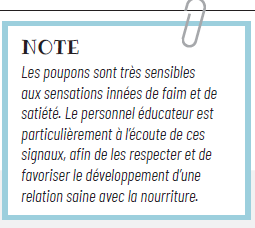 NOTE
Les poupons sont très sensibles
aux sensations innées de faim et de
satiété. Le personnel éducateur est
particulièrement à l'écoute de ces
signaux, afin de les respecter et de
favoriser le développement d'une
relation saine avec la nourriture.